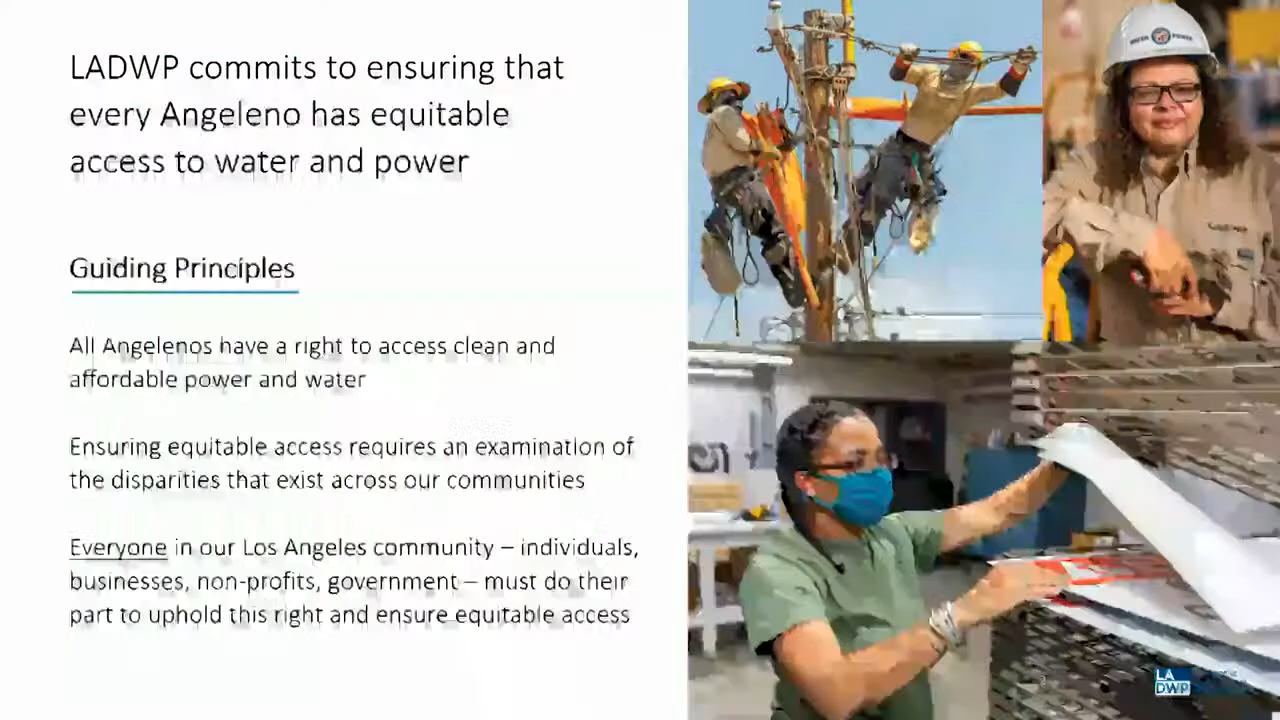 LADWP commits to ensuring that
every Angeleno has equitable
access to water and power
Guiding Principles
All Angelenos have a right to access clean and
affordable power and water
Ensuring equitable access requires an examination of
the disparities that exist across our communities
Everyone in our Los Angeles community – individuals,
businesses, non-profits, government – must do their
part to uphold this right and ensure equitable access
WATER POWER
LA
DWP